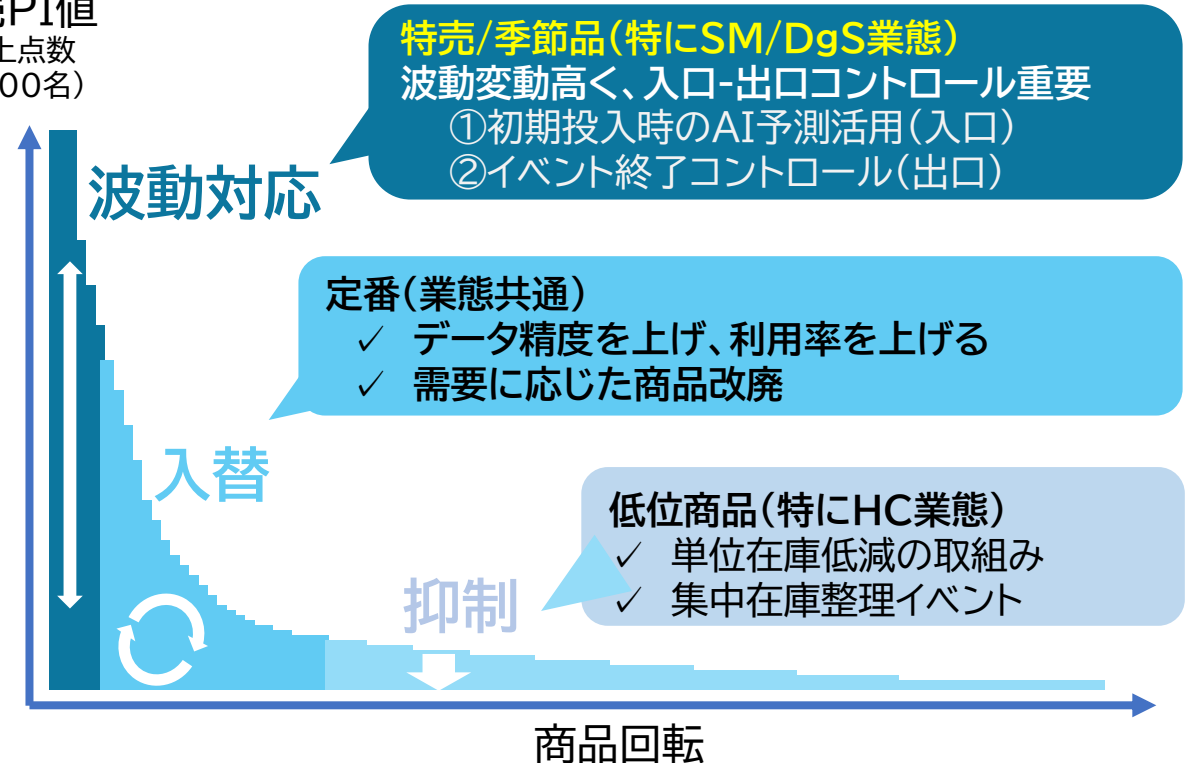 PI値
上点数
00名）
特売/季節品（特にSM/DgS業態）
波動変動高く、入口-出口コントロール重要
①初期投入時のAI予測活用（入口）
②イベント終了コントロール（出口）
波動対応
定番（業態共通）
✓ データ精度を上げ、利用率を上げる
✓ 需要に応じた商品改廃
入替
低位商品（特にHC業態）
✓ 単位在庫低減の取組み
✓ 集中在庫整理イベント
抑制
商品回転